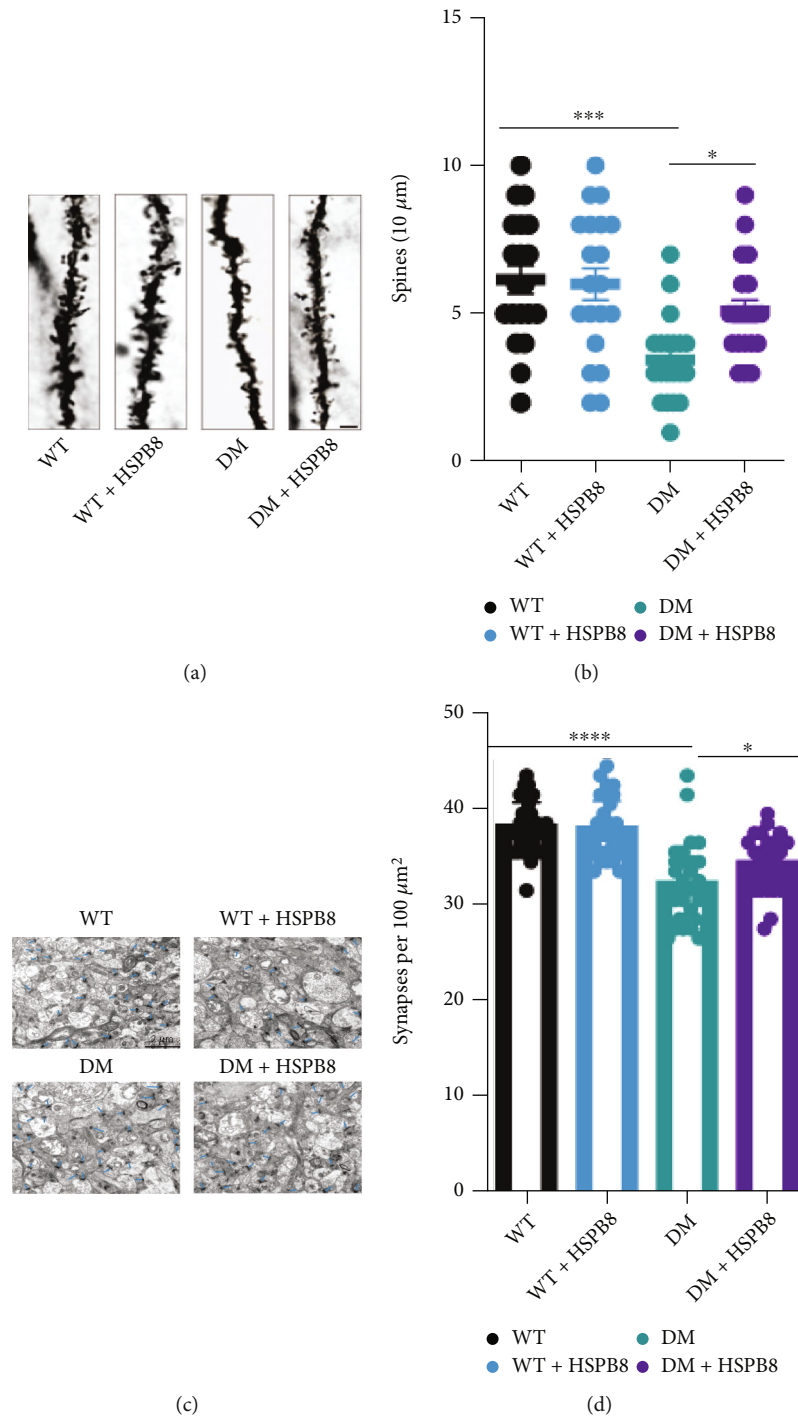 WT
WT + HSPB8
DM
DM + HSPB8
(a)
15
10
5
0
Spines (10 μm)
***
*
WT
WT + HSPB8
DM
DM + HSPB8
WT
DM
WT + HSPB8
DM + HSPB8
(b)
WT
WT + HSPB8
2 μm
DM
DM + HSPB8
(c)
50
40
30
20
10
0
Synapses per 100 μm²
****
*
WT
WT + HSPB8
DM
DM + HSPB8
WT
DM
WT + HSPB8
DM + HSPB8
(d)